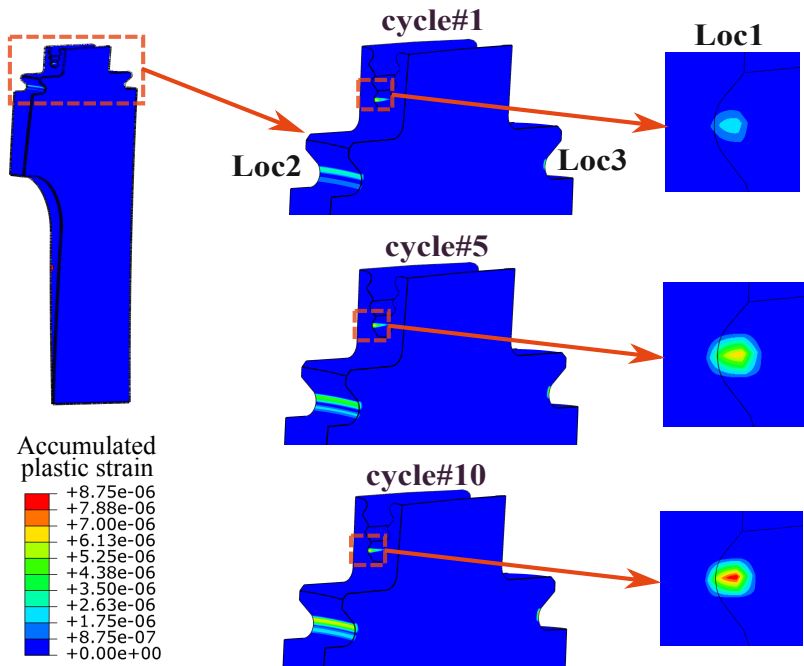 cycle#1
Loc1
Loc2
Loc3
cycle#5
cycle#10
Accumulated
plastic strain
+8.75e-06
+7.88e-06
+7.00e-06
+6.13e-06
+5.25e-06
+4.38e-06
+3.50e-06
+2.63e-06
+1.75e-06
+8.75e-07
+0.00e+00